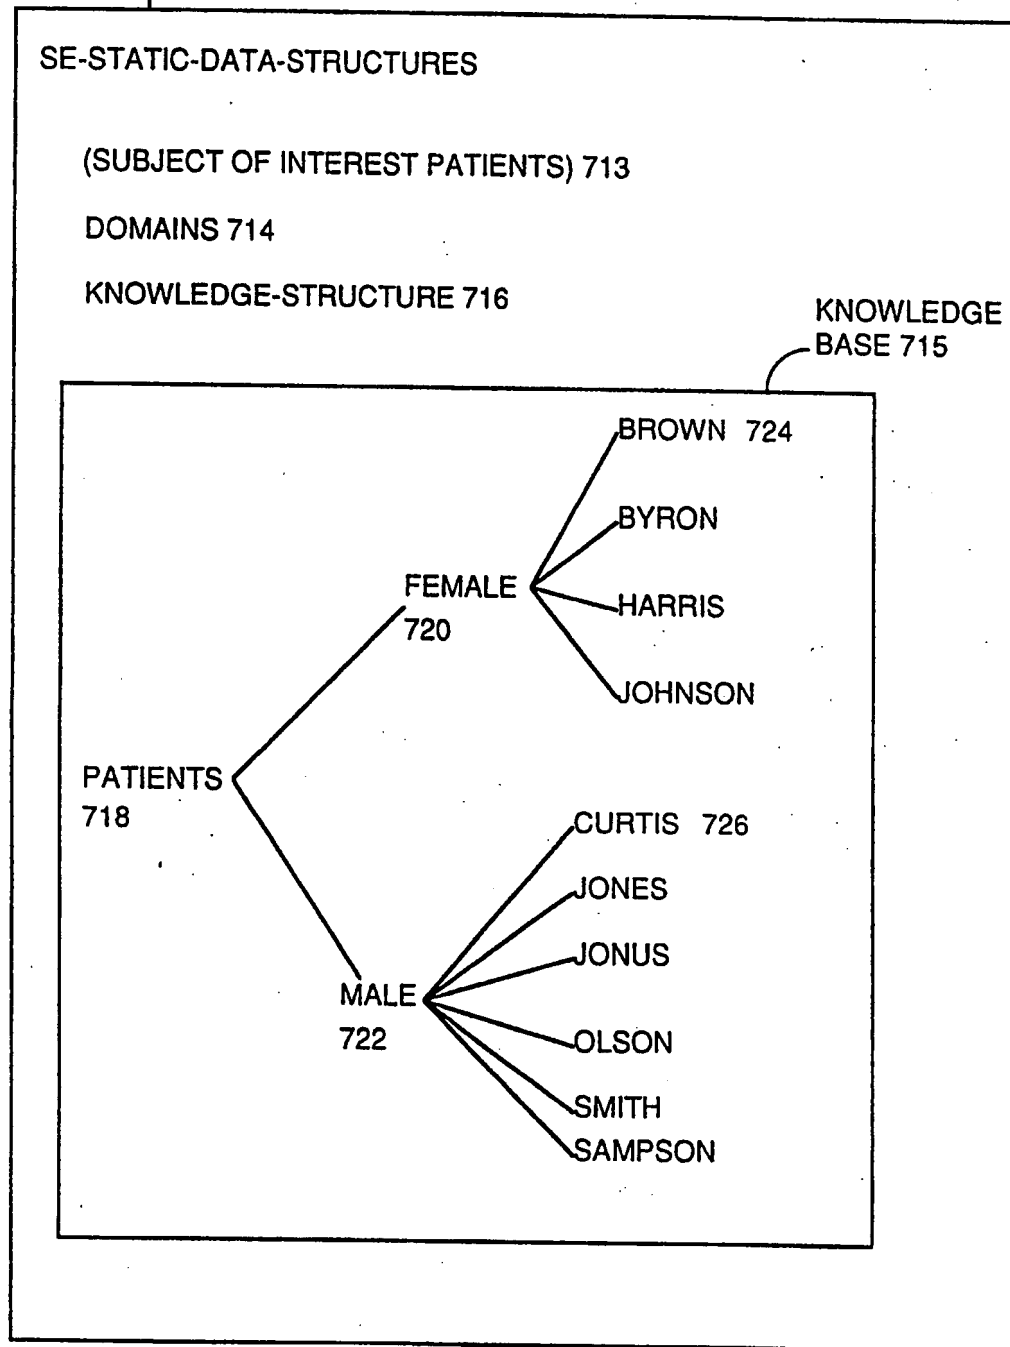 SE-STATIC-DATA-STRUCTURES
(SUBJECT OF INTEREST PATIENTS) 713
DOMAINS 714
KNOWLEDGE-STRUCTURE 716
KNOWLEDGE
BASE 715
BROWN 724
BYRON
FEMALE
720
HARRIS
JOHNSON
PATIENTS
718
CURTIS 726
JONES
JONUS
MALE
722
OLSON
SMITH
SAMPSON